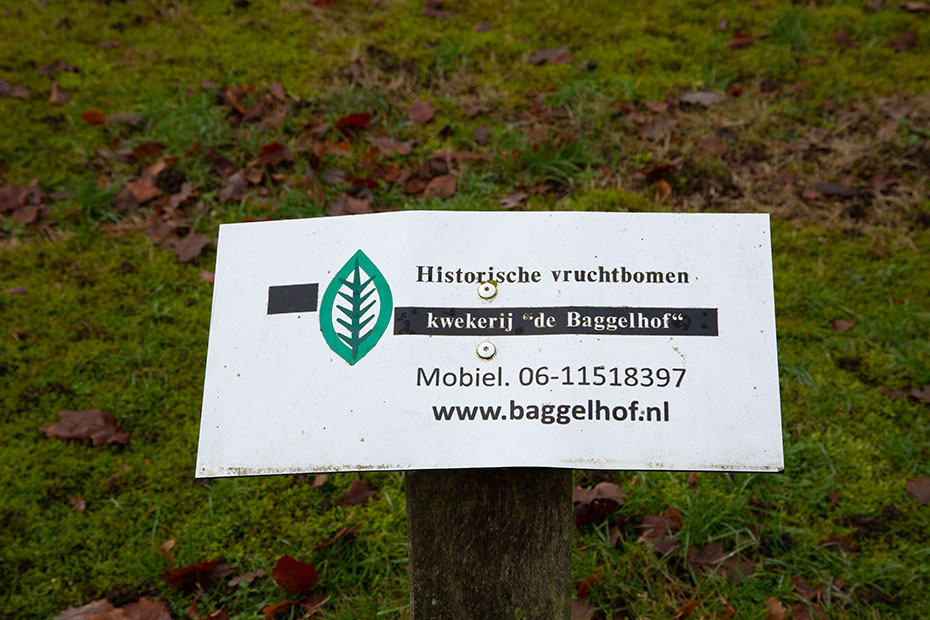 Historische vruchtbomen
kwekerij "de Baggelhof"
Mobiel. 06-11518397
www.baggelhof.nl